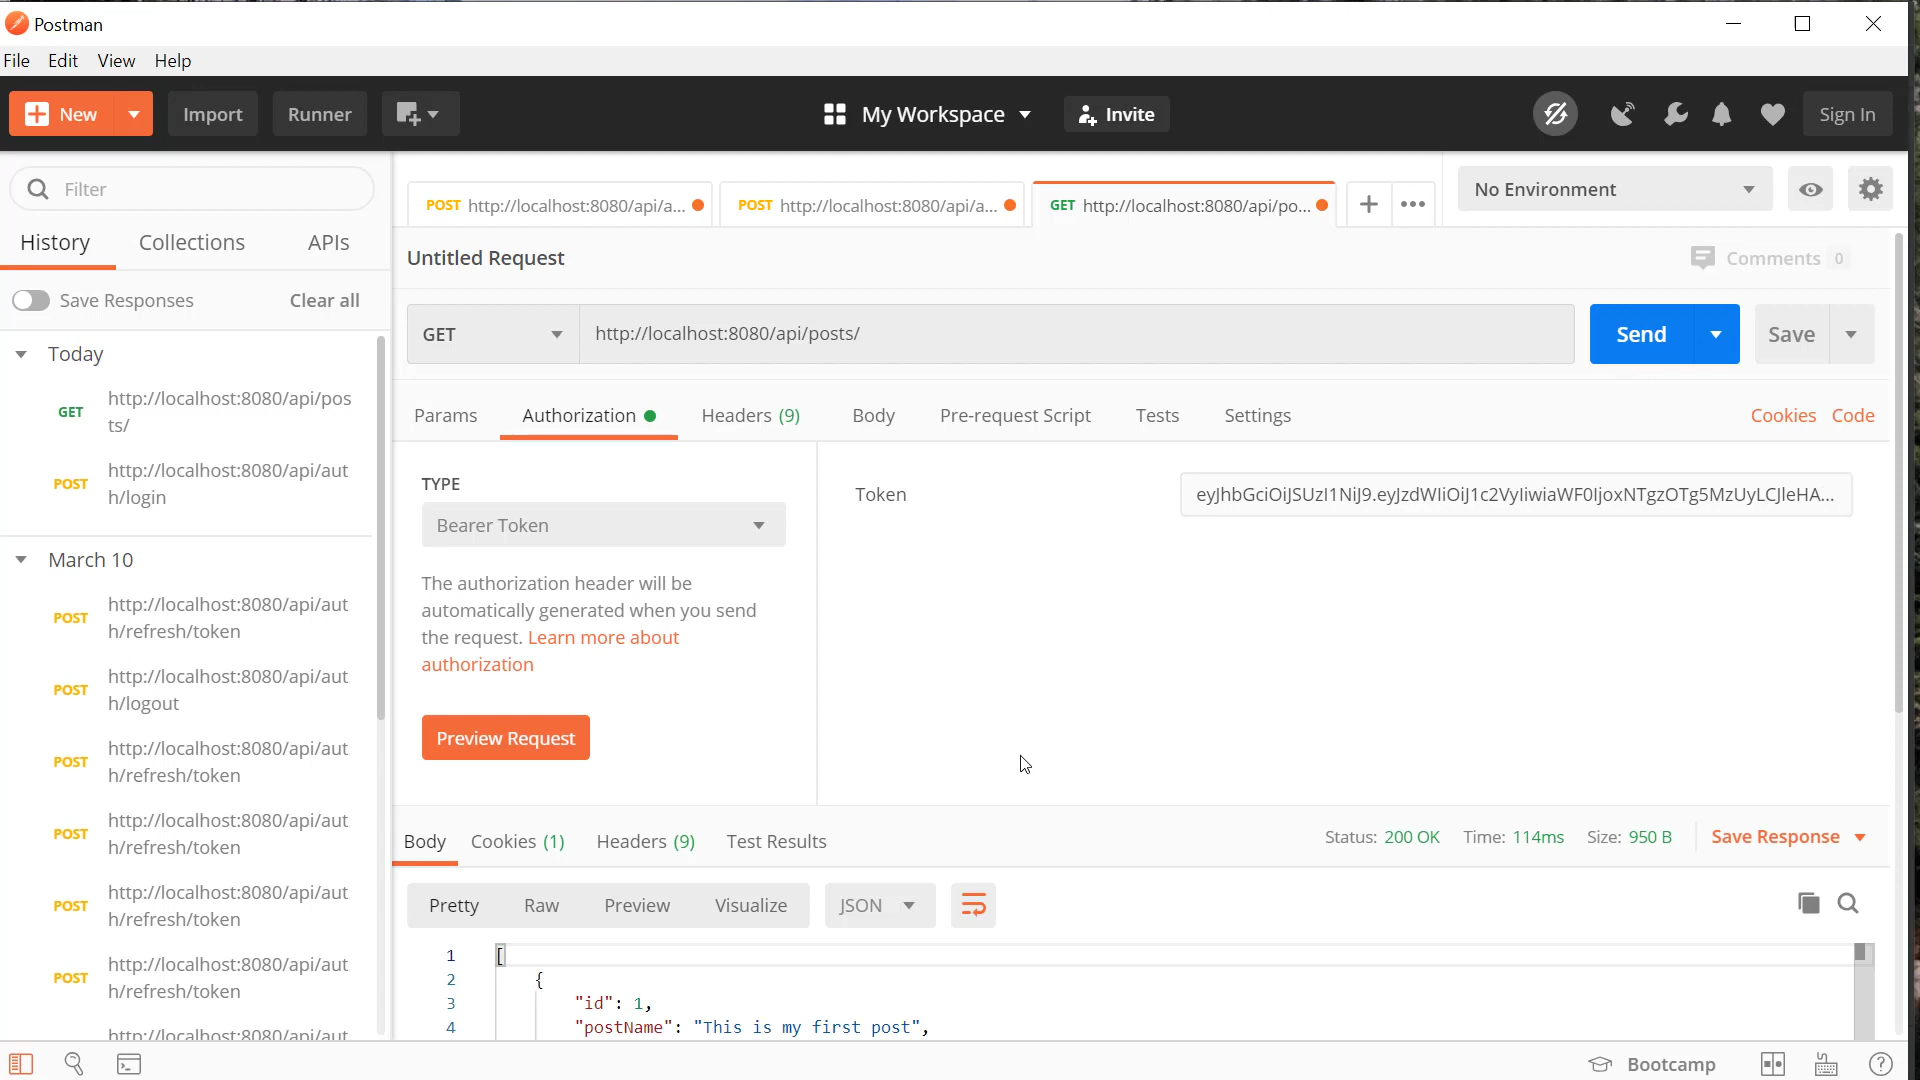 Postman
File Edit View Help
New Import Runner My Workspace Invite Sign In
Filter
History Collections APIs
Save Responses Clear all
Today
GET http://localhost:8080/api/pos
ts/
POST http://localhost:8080/api/aut
h/login
March 10
POST http://localhost:8080/api/aut
h/refresh/token
POST http://localhost:8080/api/aut
h/logout
POST http://localhost:8080/api/aut
h/refresh/token
POST http://localhost:8080/api/aut
h/refresh/token
POST http://localhost:8080/api/aut
h/refresh/token
POST http://localhost:8080/api/aut
h/refresh/token
http://localhost:8080/api/aut
POST http://localhost:8080/api/a... POST http://localhost:8080/api/a... GET http://localhost:8080/api/po...
No Environment
Untitled Request
Comments 0
GET http://localhost:8080/api/posts/ Send Save
Params Authorization Headers (9) Body Pre-request Script Tests Settings Cookies Code
TYPE
Bearer Token
The authorization header will be
automatically generated when you send
the request. Learn more about
authorization
Preview Request
Token
Body Cookies (1) Headers (9) Test Results Status: 200 OK Time: 114ms Size: 950 B Save Response
Pretty Raw Preview Visualize JSON
1 [
2 {
3 "id": 1,
4 "postName": "This is my first post",
Bootcamp